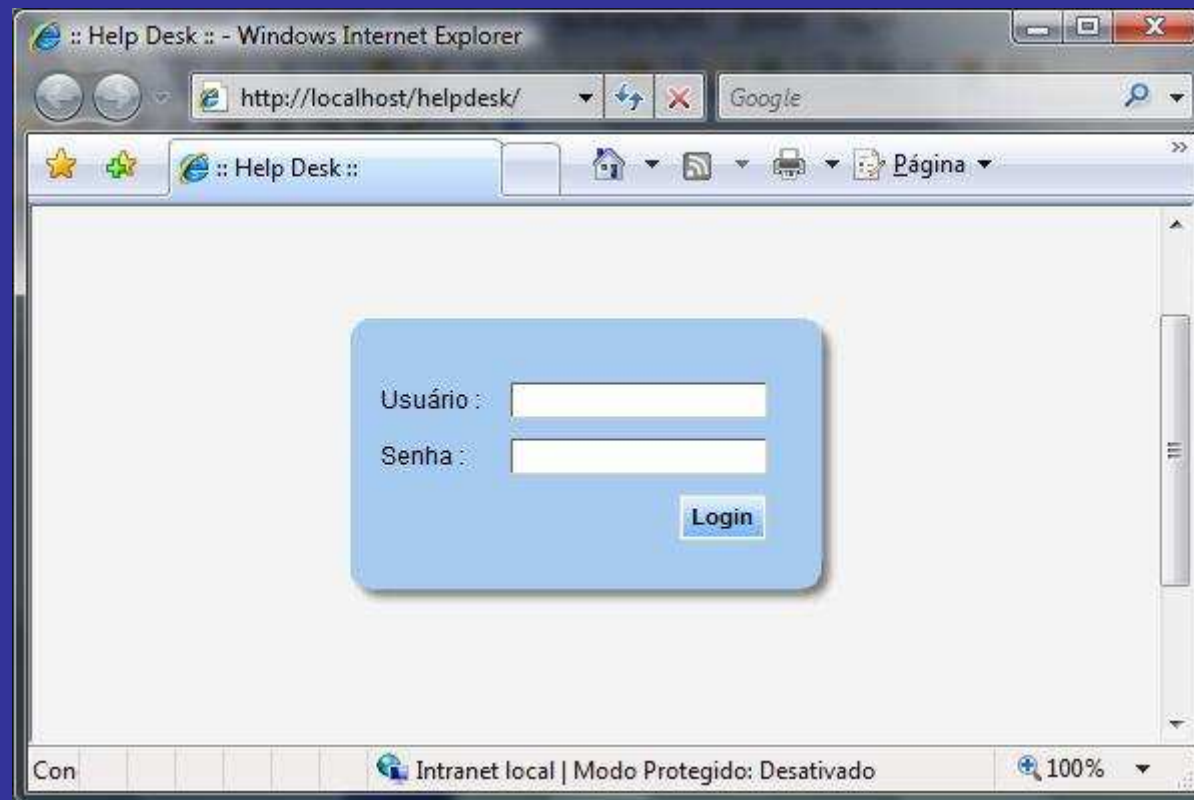 :: Help Desk :: - Windows Internet Explorer
http://localhost/helpdesk/
Google
:: Help Desk ::
Página
Usuário :
Senha :
Login
Con
Intranet local | Modo Protegido: Desativado
100%